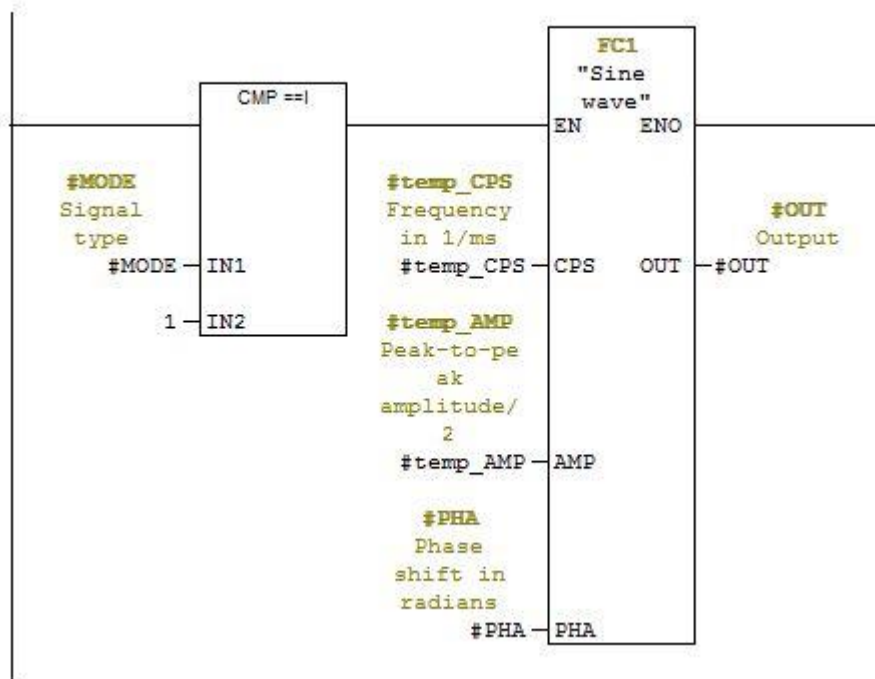 CMP ==I
#MODE
Signal
type
#MODE
IN1
1
IN2
FC1
"Sine
wave"
EN ENO
#temp_CPS
Frequency
in 1/ms
#temp_CPS
CPS
OUT
#OUT
Output
#OUT
#temp_AMP
Peak-to-pe
ak
amplitude/
2
#temp_AMP
AMP
#PHA
Phase
shift in
radians
#PHA
PHA